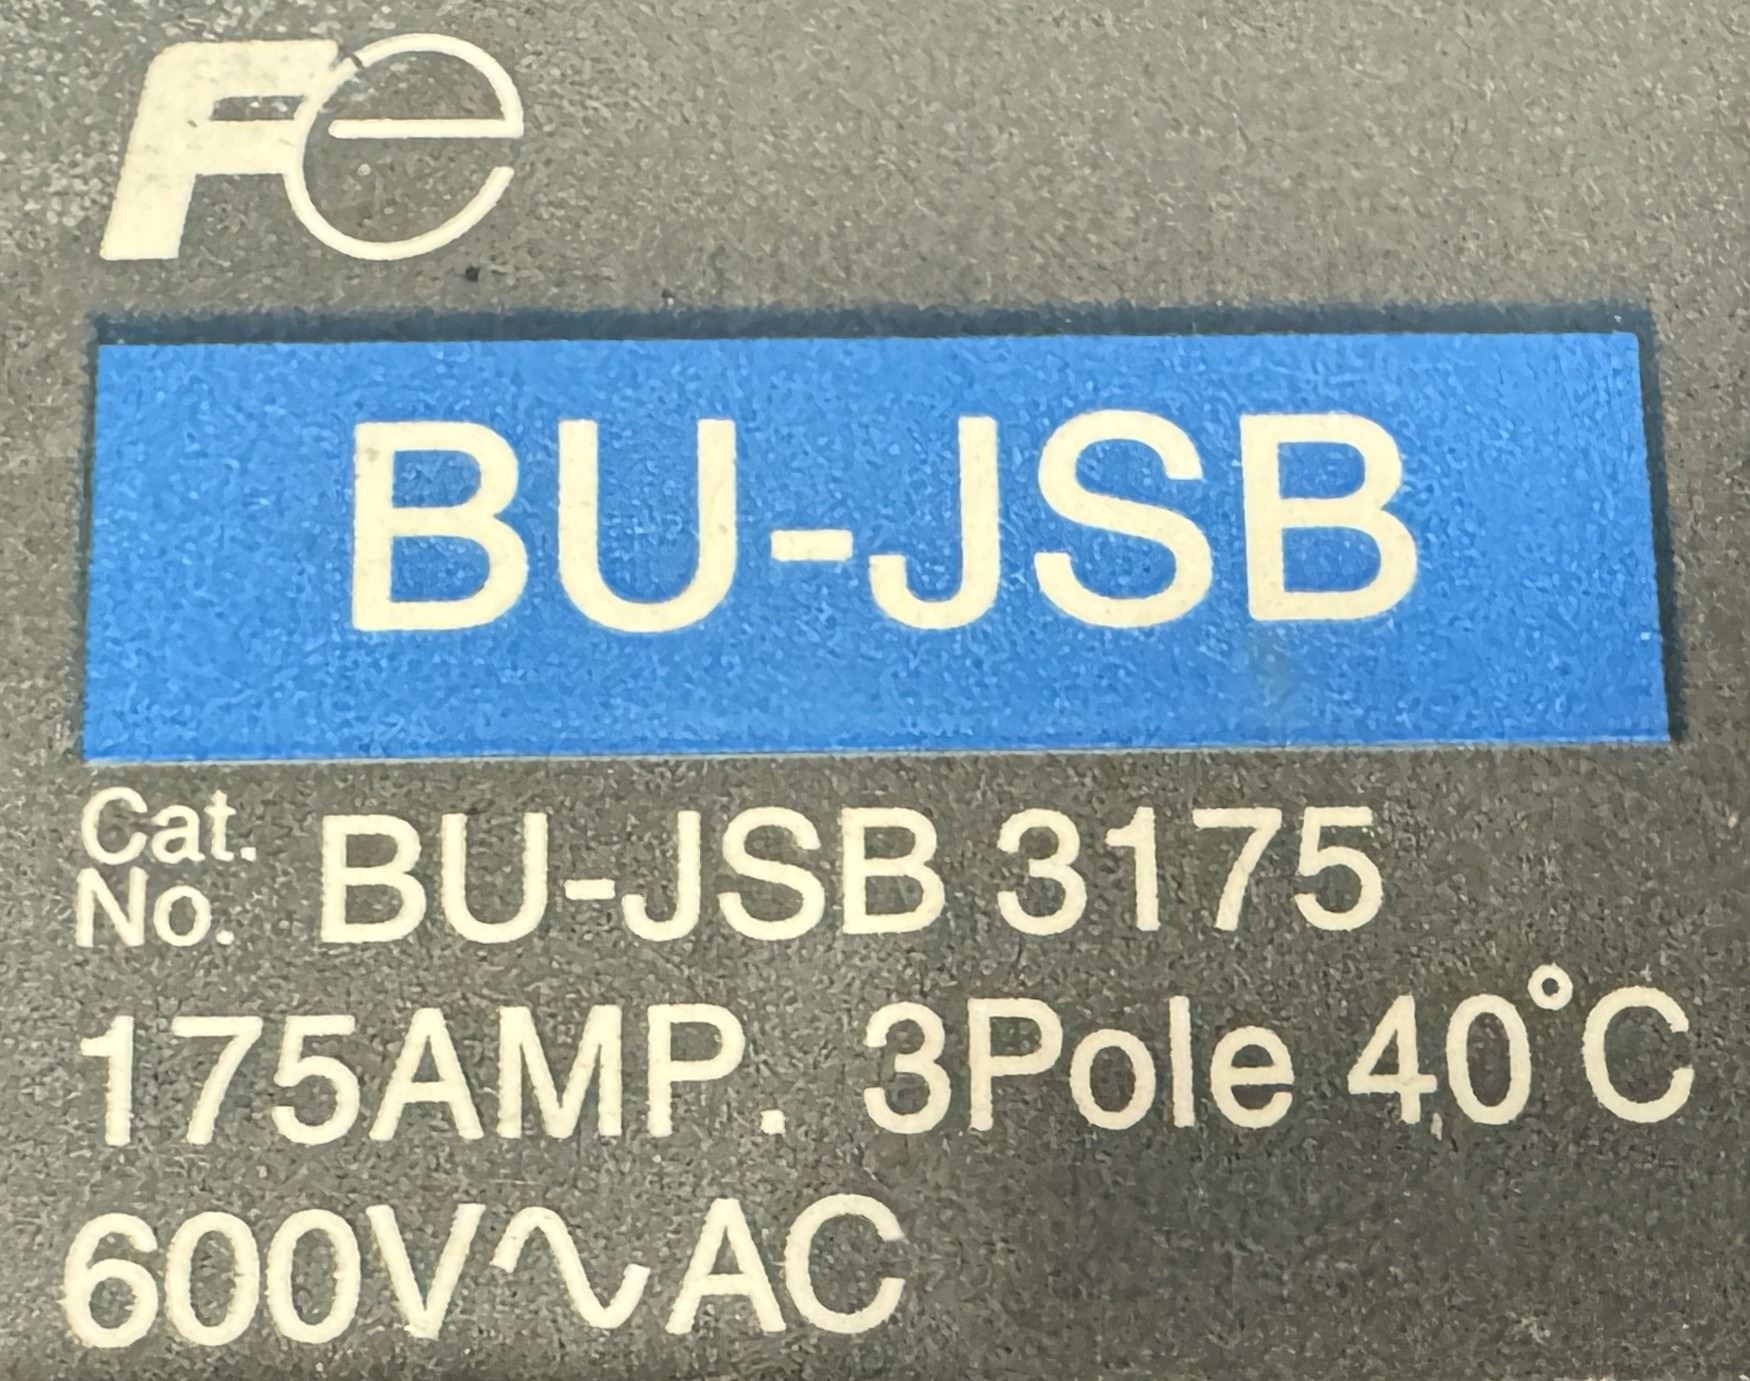 Fe
BU-JSB
Cat. No. BU-JSB 3175
175AMP. 3Pole 40°C
600V∿AC